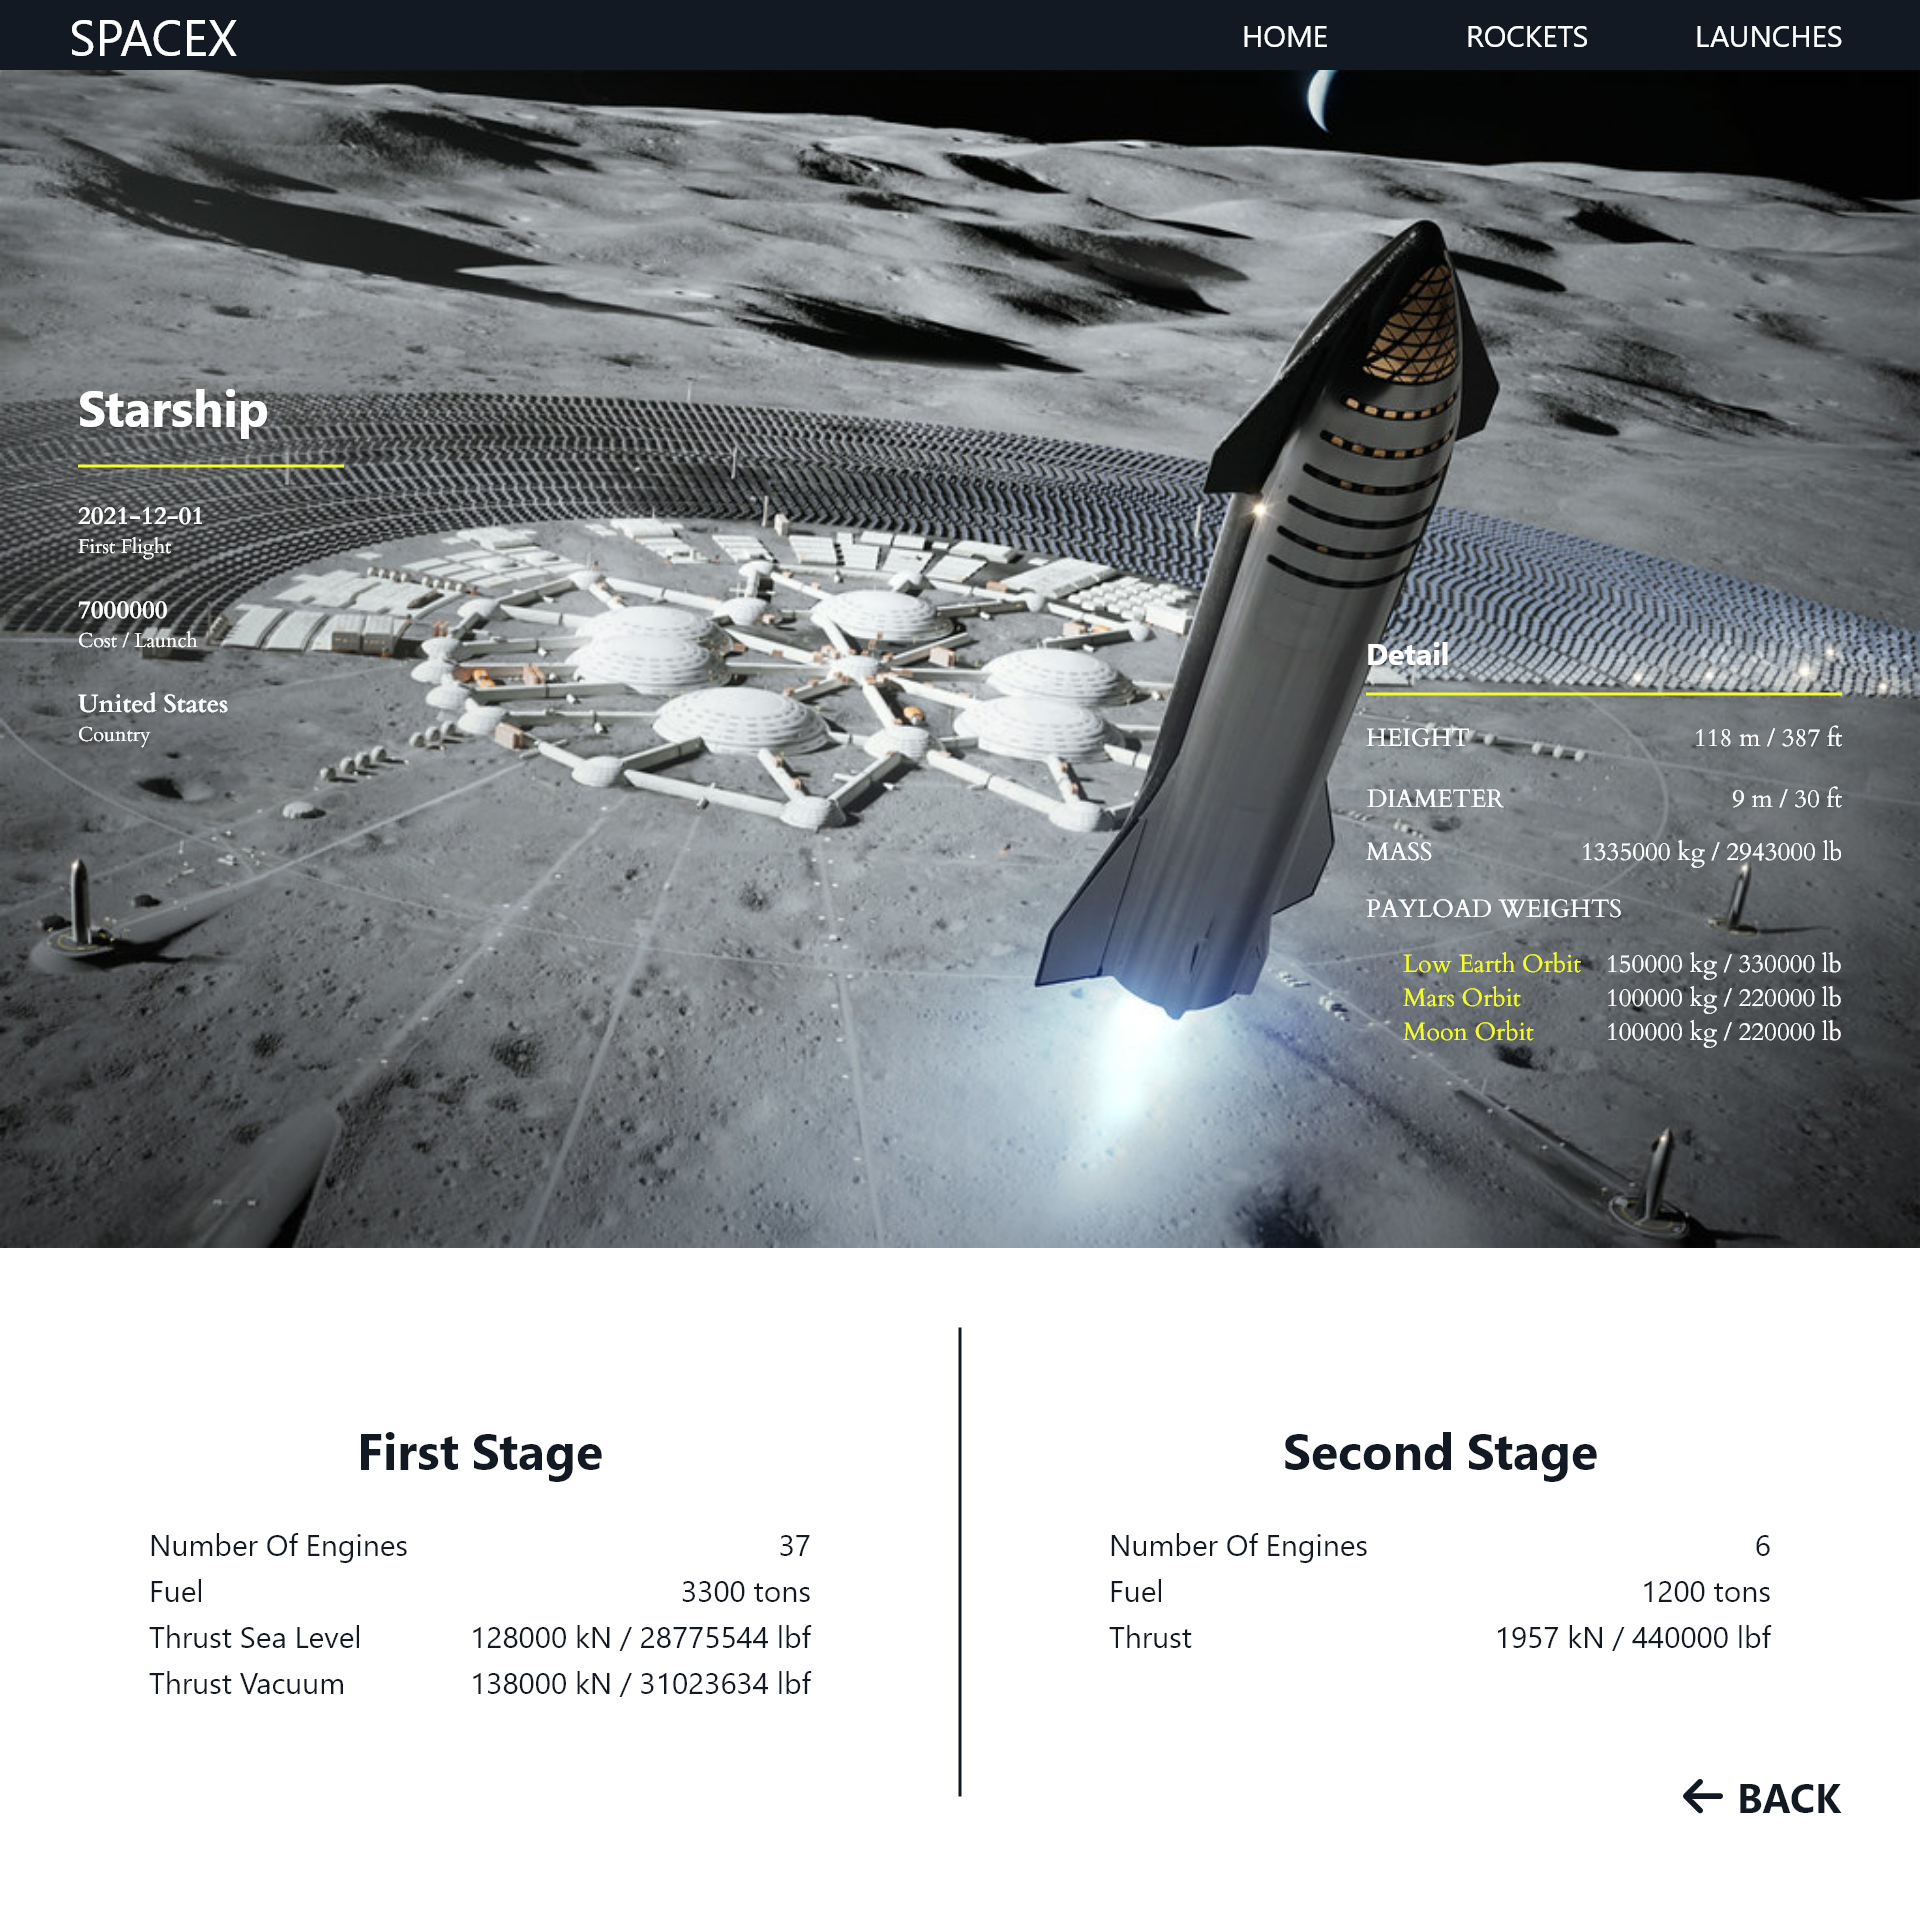 SPACEX
HOME
ROCKETS
LAUNCHES
Starship
2021-12-01
First Flight
7000000
Cost / Launch
United States
Country
Detail
HEIGHT 118 m / 387 ft
DIAMETER 9 m / 30 ft
MASS 1335000 kg / 2943000 lb
PAYLOAD WEIGHTS
Low Earth Orbit 150000 kg / 330000 lb
Mars Orbit 100000 kg / 220000 lb
Moon Orbit 100000 kg / 220000 lb
First Stage
Number Of Engines 37
Fuel 3300 tons
Thrust Sea Level 128000 kN / 28775544 lbf
Thrust Vacuum 138000 kN / 31023634 lbf
Second Stage
Number Of Engines 6
Fuel 1200 tons
Thrust 1957 kN / 440000 lbf
← BACK